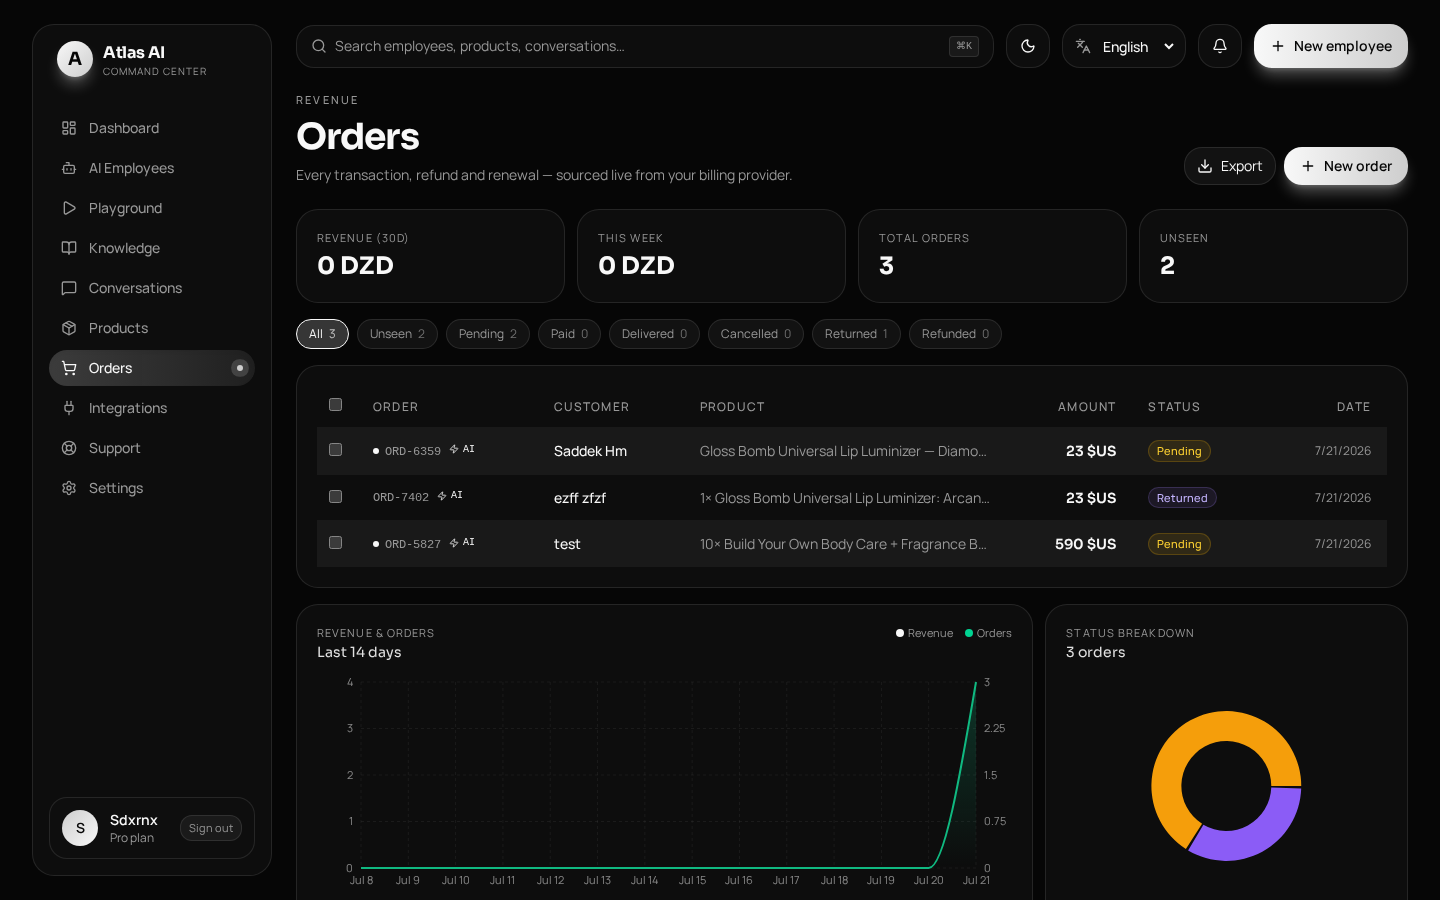 A
Atlas AI
COMMAND CENTER
Dashboard
AI Employees
Playground
Knowledge
Conversations
Products
Orders
Integrations
Support
Settings
S
Sdxrnx
Pro plan
Sign out
Search employees, products, conversations...
⌘K
English
New employee
REVENUE
Orders
Every transaction, refund and renewal — sourced live from your billing provider.
Export
New order
REVENUE (30D)
0 DZD
THIS WEEK
0 DZD
TOTAL ORDERS
3
UNSEEN
2
All 3
Unseen 2
Pending 2
Paid 0
Delivered 0
Cancelled 0
Returned 1
Refunded 0
ORDER CUSTOMER PRODUCT AMOUNT STATUS DATE
ORD-6359 AI Saddek Hm Gloss Bomb Universal Lip Luminizer — Diamo... 23 $US Pending 7/21/2026
ORD-7402 AI ezff zfzf 1× Gloss Bomb Universal Lip Luminizer: Arcan... 23 $US Returned 7/21/2026
ORD-5827 AI test 10× Build Your Own Body Care + Fragrance B... 590 $US Pending 7/21/2026
REVENUE & ORDERS
Last 14 days
Revenue Orders
4 3
3 2.25
2 1.5
1 0.75
0 0
Jul 8 Jul 9 Jul 10 Jul 11 Jul 12 Jul 13 Jul 14 Jul 15 Jul 16 Jul 17 Jul 18 Jul 19 Jul 20 Jul 21
STATUS BREAKDOWN
3 orders